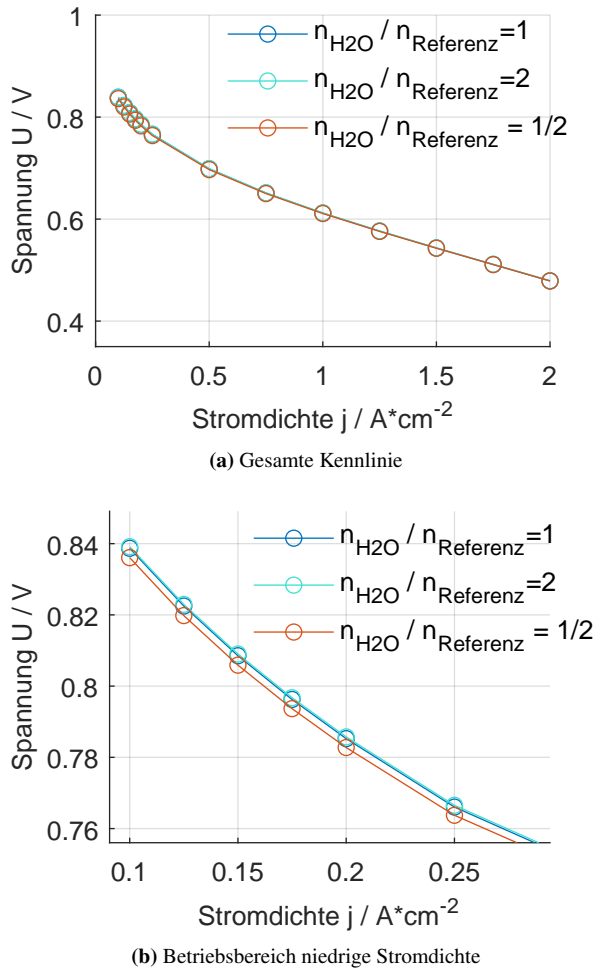 1
0.8
0.6
0.4
Spannung U / V
n_H2O / n_Referenz=1
n_H2O / n_Referenz=2
n_H2O / n_Referenz = 1/2
0 0.5 1 1.5 2
Stromdichte j / A*cm^-2
(a) Gesamte Kennlinie
0.84
0.82
0.8
0.78
0.76
Spannung U / V
n_H2O / n_Referenz=1
n_H2O / n_Referenz=2
n_H2O / n_Referenz = 1/2
0.1 0.15 0.2 0.25
Stromdichte j / A*cm^-2
(b) Betriebsbereich niedrige Stromdichte